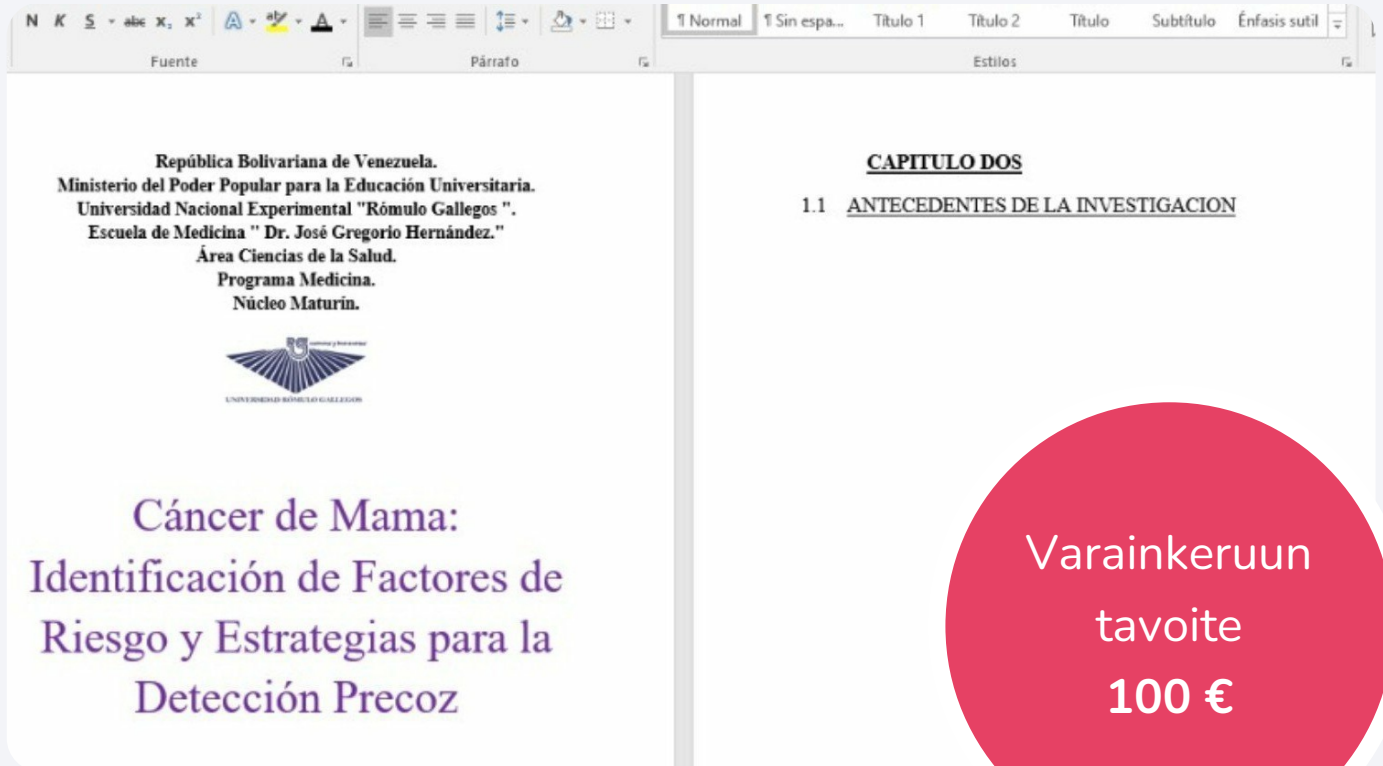 N K S abc x₂ x² A aby A
¶ Normal ¶ Sin espa... Título 1 Título 2 Título Subtítulo Énfasis sutil
Fuente Párrafo Estilos
República Bolivariana de Venezuela.
Ministerio del Poder Popular para la Educación Universitaria.
Universidad Nacional Experimental "Rómulo Gallegos ".
Escuela de Medicina " Dr. José Gregorio Hernández."
Área Ciencias de la Salud.
Programa Medicina.
Núcleo Maturín.
UNIVERSIDAD RÓMULO GALLEGOS
Cáncer de Mama:
Identificación de Factores de
Riesgo y Estrategias para la
Detección Precoz
CAPITULO DOS
1.1 ANTECEDENTES DE LA INVESTIGACION
Varainkeruun
tavoite
100 €